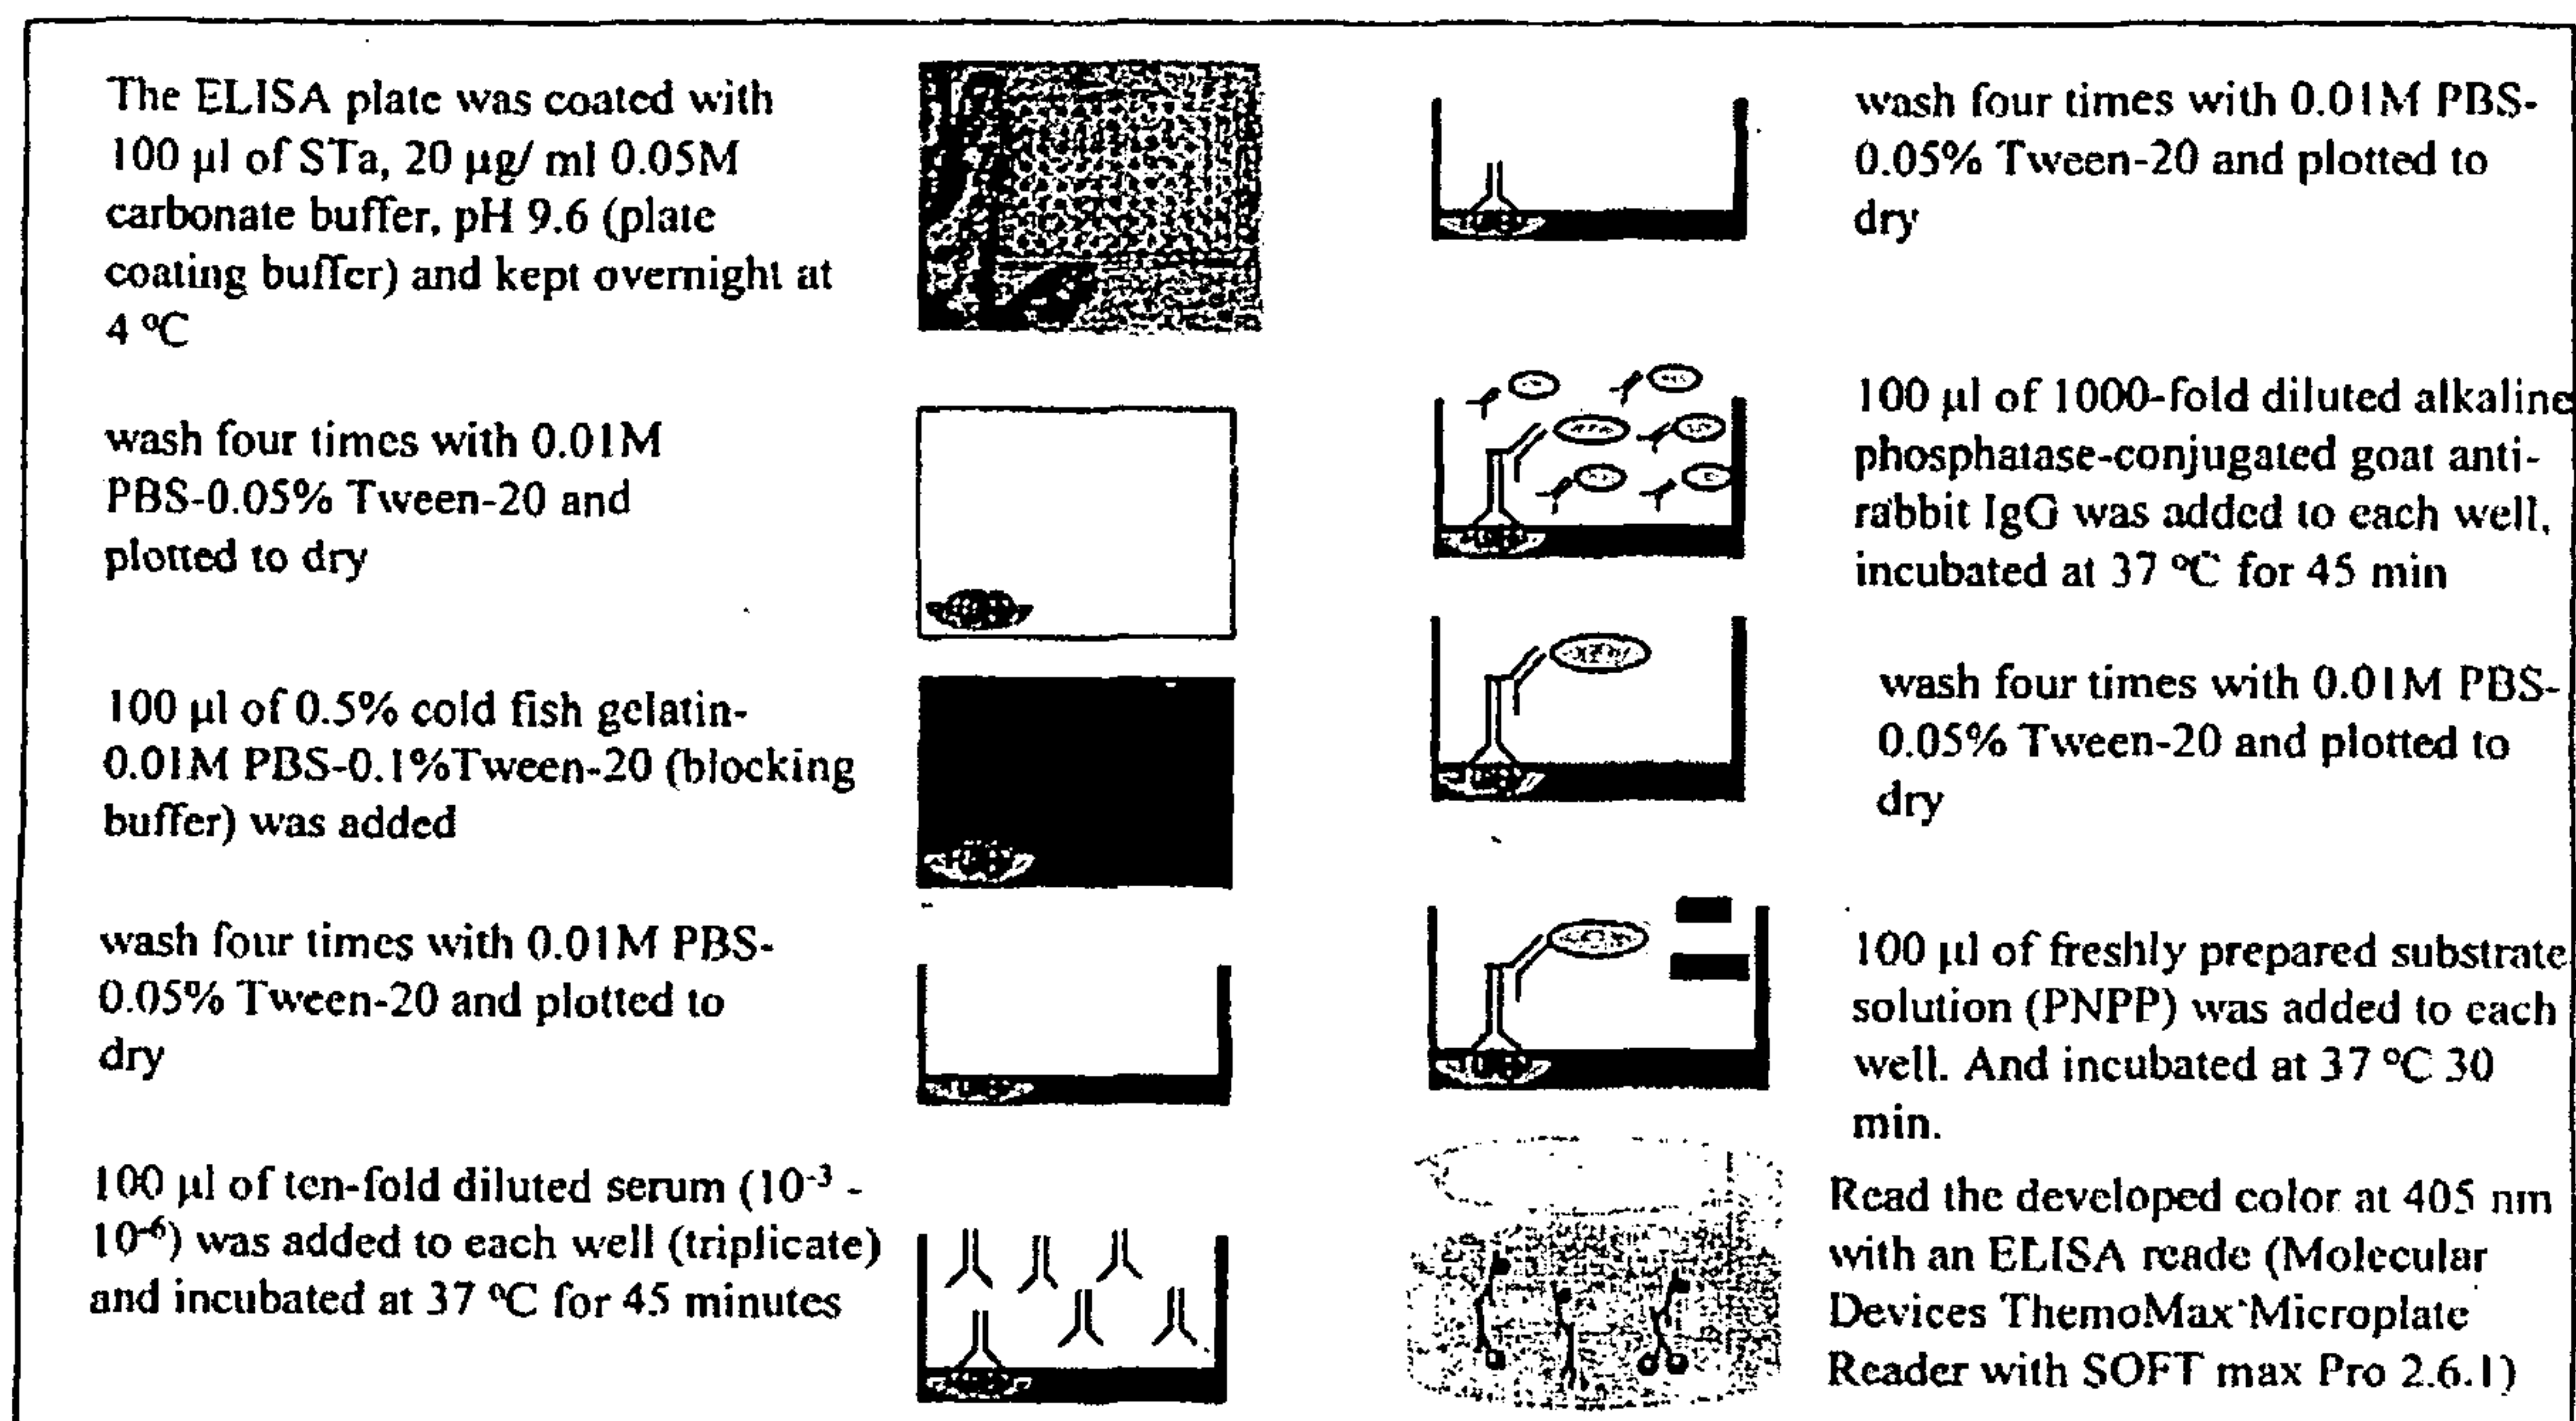 The ELISA plate was coated with
100 µl of STa, 20 µg/ ml 0.05M
carbonate buffer, pH 9.6 (plate
coating buffer) and kept overnight at
4 ºC
wash four times with 0.01M
PBS-0.05% Tween-20 and
plotted to dry
100 µl of 0.5% cold fish gelatin-
0.01M PBS-0.1%Tween-20 (blocking
buffer) was added
wash four times with 0.01M PBS-
0.05% Tween-20 and plotted to
dry
100 µl of ten-fold diluted serum (10⁻³ -
10⁻⁶) was added to each well (triplicate)
and incubated at 37 ºC for 45 minutes
wash four times with 0.01M PBS-
0.05% Tween-20 and plotted to
dry
100 µl of 1000-fold diluted alkaline
phosphatase-conjugated goat anti-
rabbit IgG was added to each well,
incubated at 37 ºC for 45 min
wash four times with 0.01M PBS-
0.05% Tween-20 and plotted to
dry
100 µl of freshly prepared substrate
solution (PNPP) was added to each
well. And incubated at 37 ºC 30
min.
Read the developed color at 405 nm
with an ELISA reade (Molecular
Devices ThemoMax Microplate
Reader with SOFT max Pro 2.6.1)